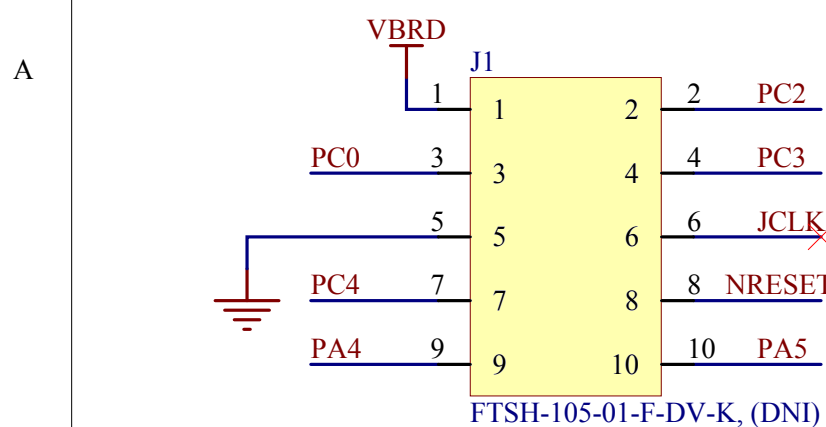 VBRD
A
J1
1 1 2 2 PC2
PC0 3 3 4 4 PC3
5 5 6 6 JCLK
PC4 7 7 8 8 NRESET
PA4 9 9 10 10 PA5
FTSH-105-01-F-DV-K, (DNI)